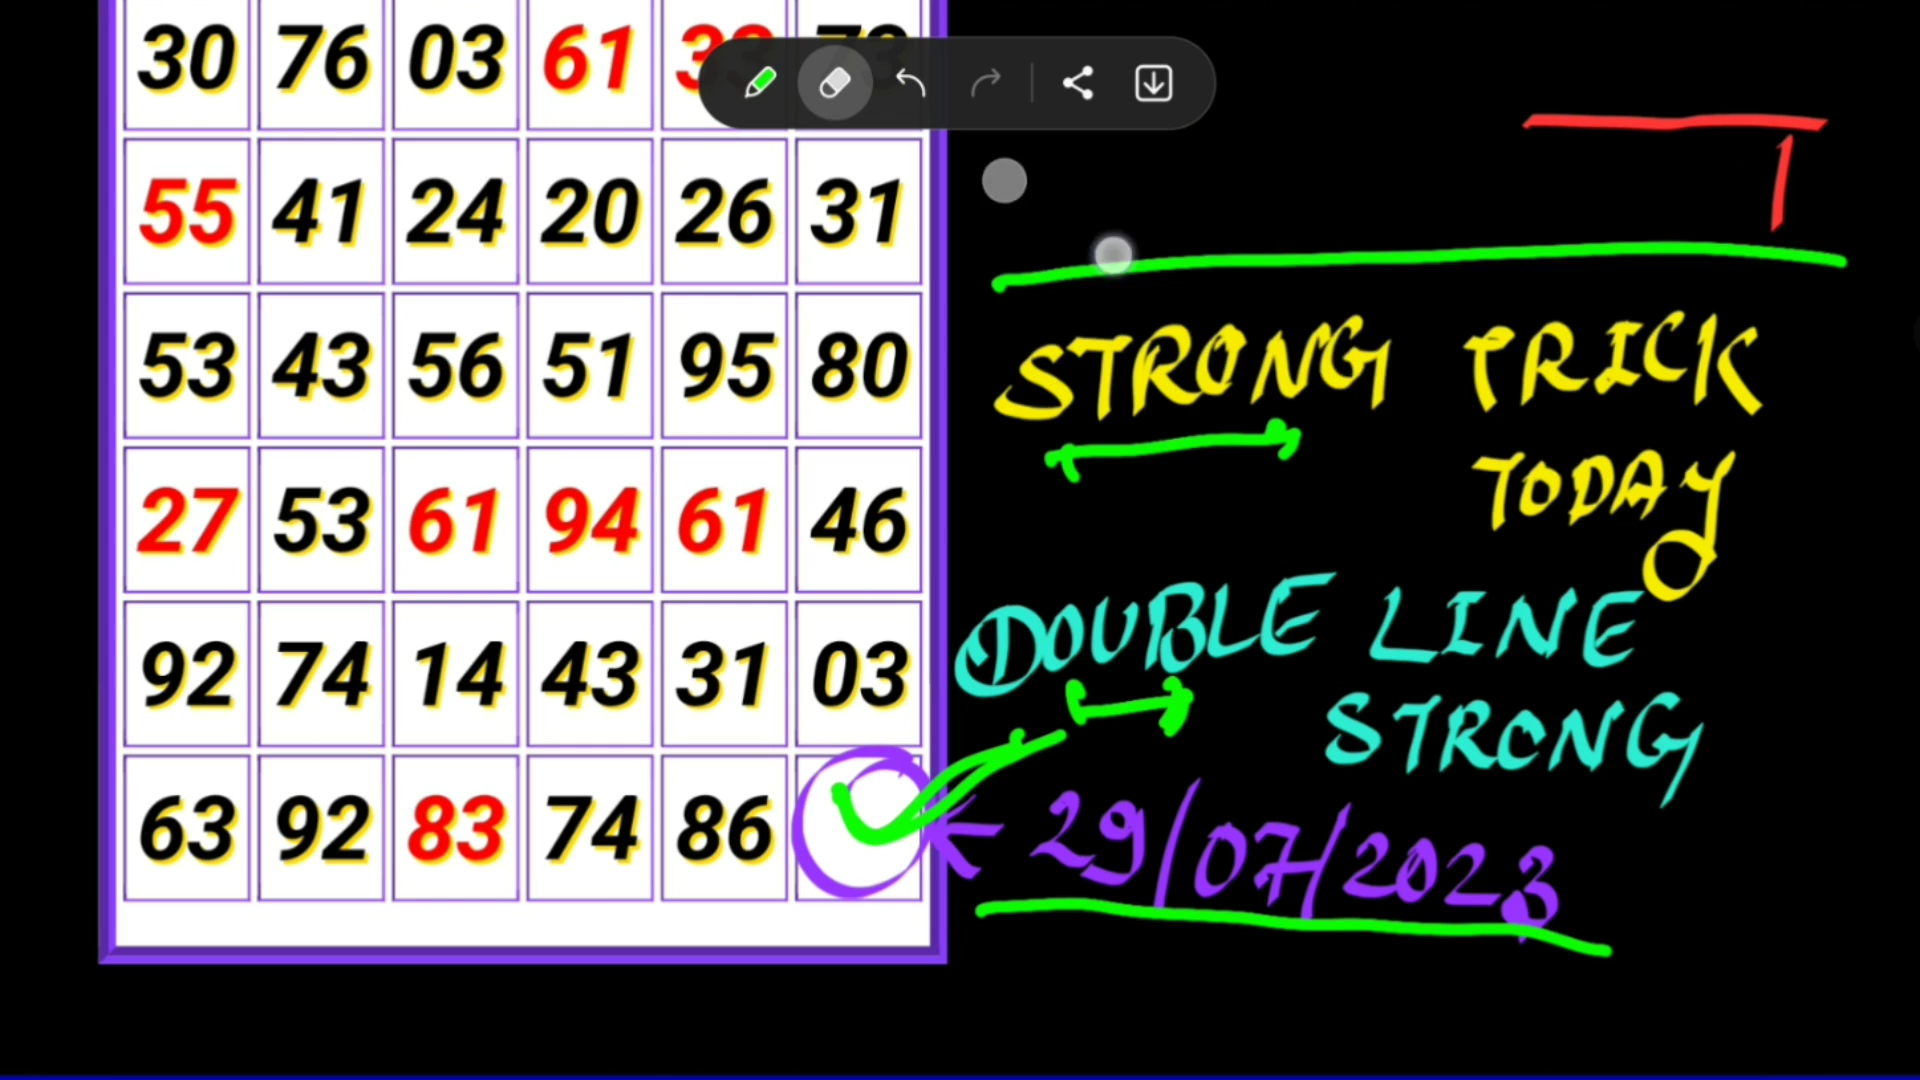 30 76 03 61 33 73
55 41 24 20 26 31
53 43 56 51 95 80
27 53 61 94 61 46
92 74 14 43 31 03
63 92 83 74 86
STRONG TRICK
TODAY
DOUBLE LINE
STRONG
29/07/2023